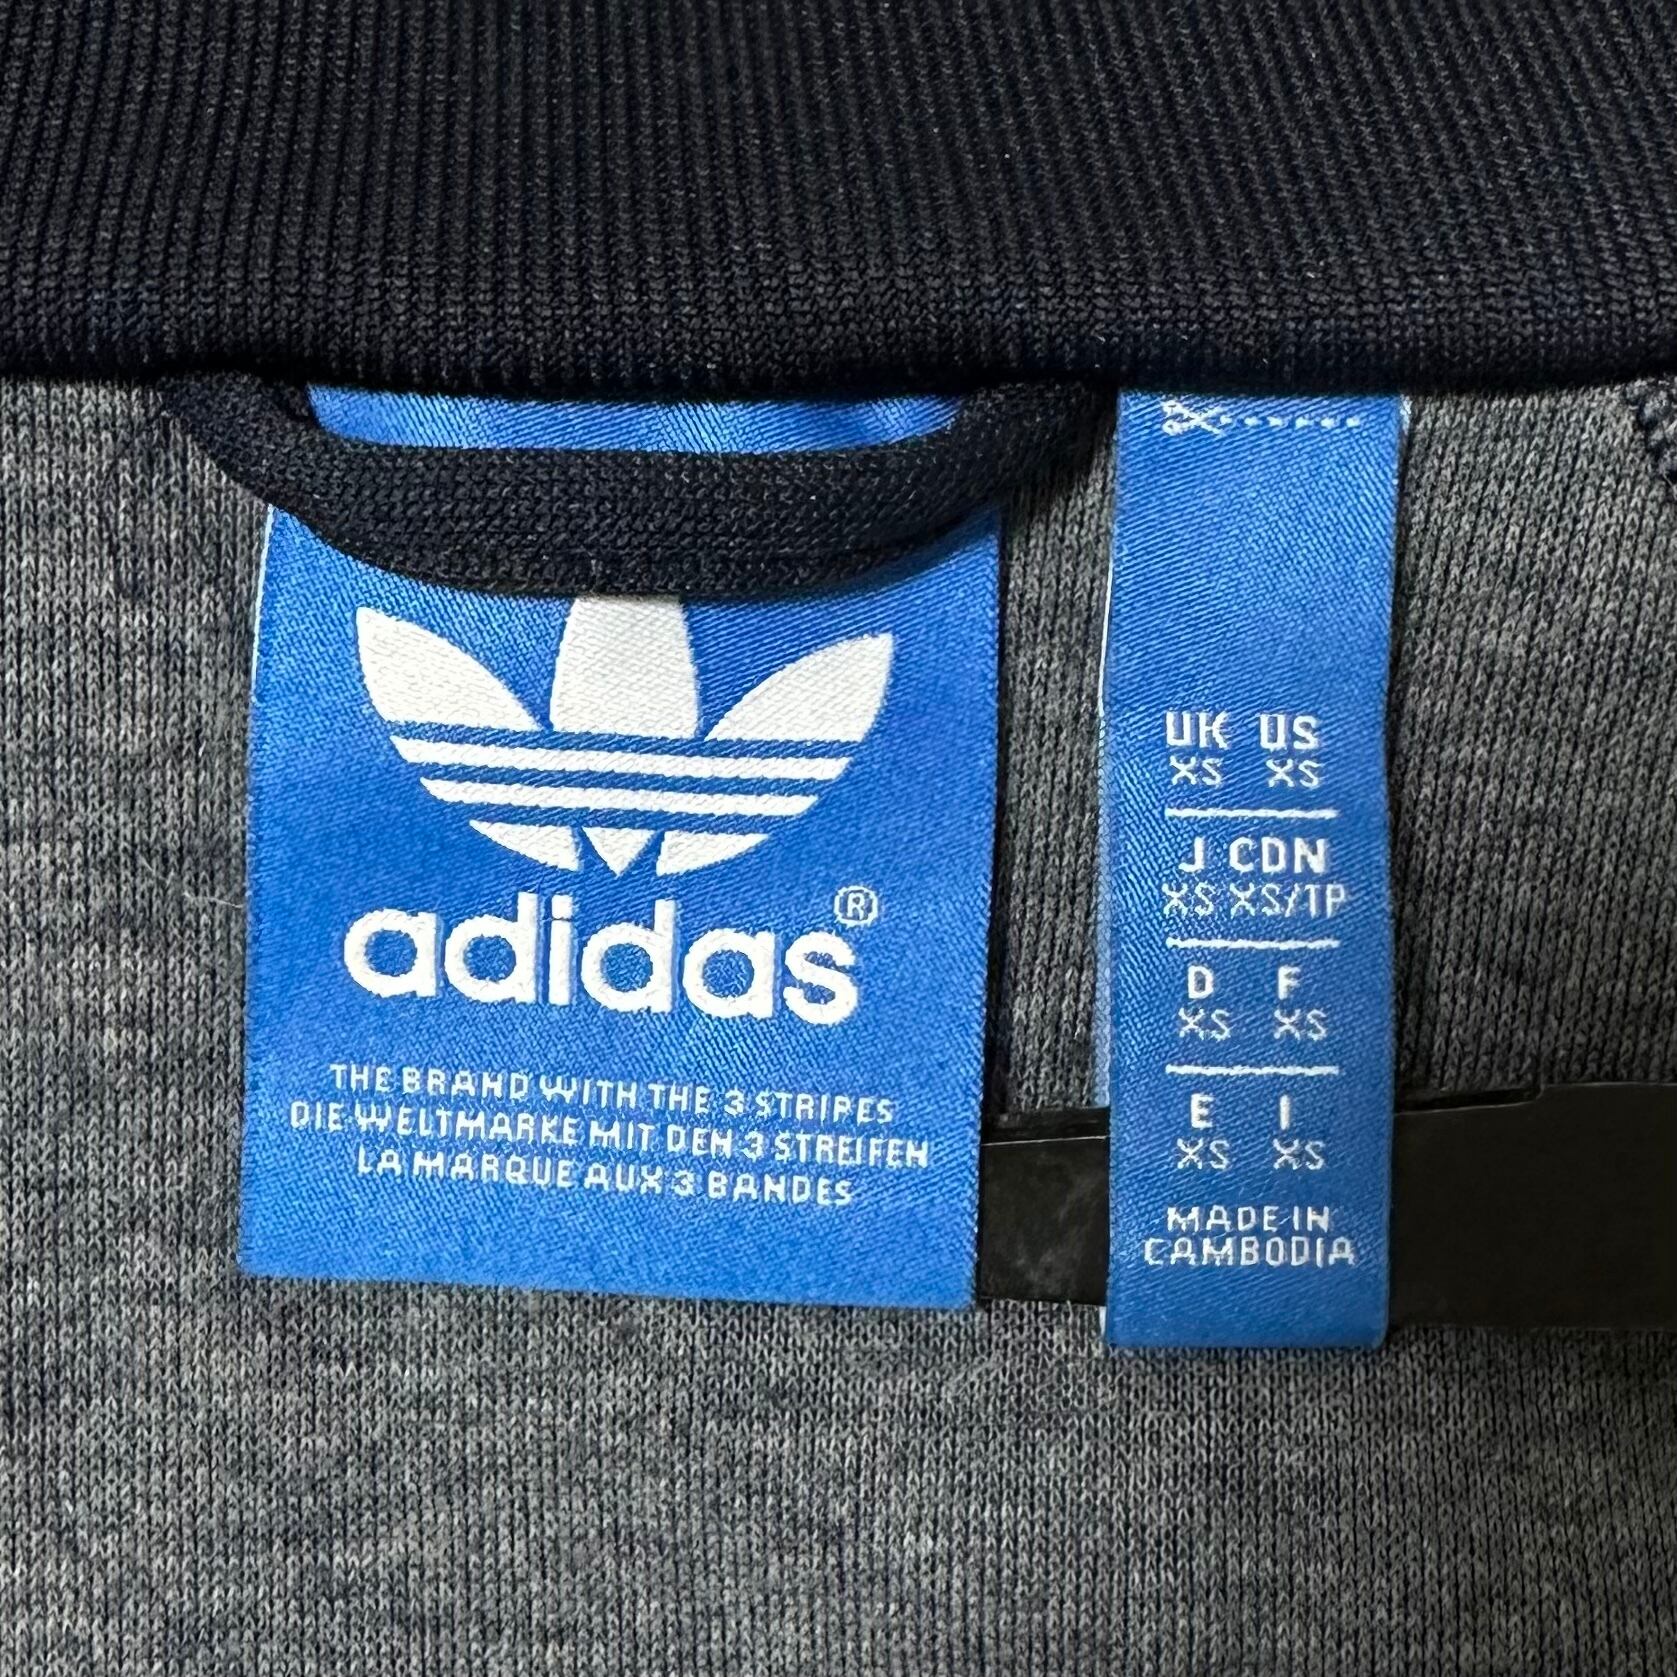 adidas®
THE BRAND WITH THE 3 STRIPES
DIE WELTMARKE MIT DEN 3 STREIFEN
LA MARQUE AUX 3 BANDES
UK US
XS XS
J CDN
XS XS/TP
D F
XS XS
E I
XS XS
MADE IN
CAMBODIA